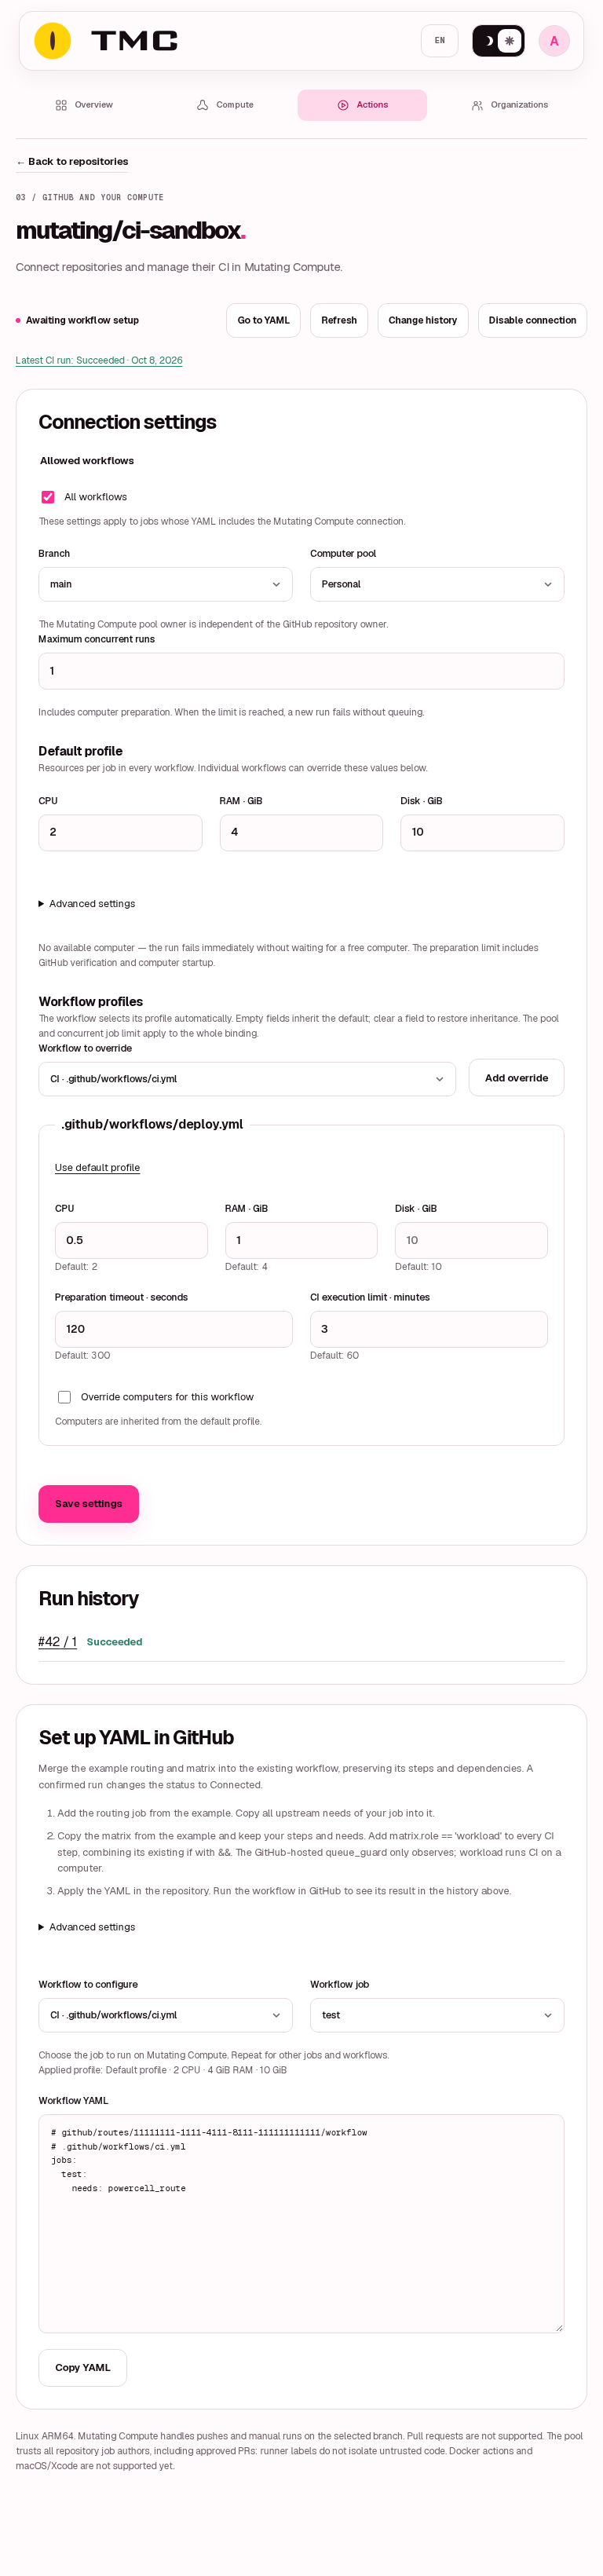 TMC
EN
A
Overview
Compute
Actions
Organizations
← Back to repositories
03 / GITHUB AND YOUR COMPUTE
mutating/ci-sandbox.
Connect repositories and manage their CI in Mutating Compute.
Awaiting workflow setup
Go to YAML
Refresh
Change history
Disable connection
Latest CI run: Succeeded · Oct 8, 2026
Connection settings
Allowed workflows
All workflows
These settings apply to jobs whose YAML includes the Mutating Compute connection.
Branch
Computer pool
main
Personal
The Mutating Compute pool owner is independent of the GitHub repository owner.
Maximum concurrent runs
1
Includes computer preparation. When the limit is reached, a new run fails without queuing.
Default profile
Resources per job in every workflow. Individual workflows can override these values below.
CPU
RAM · GiB
Disk · GiB
2
4
10
Advanced settings
No available computer — the run fails immediately without waiting for a free computer. The preparation limit includes
GitHub verification and computer startup.
Workflow profiles
The workflow selects its profile automatically. Empty fields inherit the default; clear a field to restore inheritance. The pool
and concurrent job limit apply to the whole binding.
Workflow to override
CI · .github/workflows/ci.yml
Add override
.github/workflows/deploy.yml
Use default profile
CPU
RAM · GiB
Disk · GiB
0.5
1
10
Default: 2
Default: 4
Default: 10
Preparation timeout · seconds
CI execution limit · minutes
120
3
Default: 300
Default: 60
Override computers for this workflow
Computers are inherited from the default profile.
Save settings
Run history
#42 / 1
Succeeded
Set up YAML in GitHub
Merge the example routing and matrix into the existing workflow, preserving its steps and dependencies. A
confirmed run changes the status to Connected.
1. Add the routing job from the example. Copy all upstream needs of your job into it.
2. Copy the matrix from the example and keep your steps and needs. Add matrix.role == 'workload' to every CI
step, combining its existing if with &&. The GitHub-hosted queue_guard only observes; workload runs CI on a
computer.
3. Apply the YAML in the repository. Run the workflow in GitHub to see its result in the history above.
Advanced settings
Workflow to configure
Workflow job
CI · .github/workflows/ci.yml
test
Choose the job to run on Mutating Compute. Repeat for other jobs and workflows.
Applied profile: Default profile · 2 CPU · 4 GiB RAM · 10 GiB
Workflow YAML
# github/routes/11111111-1111-4111-8111-111111111111/workflow
# .github/workflows/ci.yml
jobs:
test:
needs: powercell_route
Copy YAML
Linux ARM64. Mutating Compute handles pushes and manual runs on the selected branch. Pull requests are not supported. The pool
trusts all repository job authors, including approved PRs: runner labels do not isolate untrusted code. Docker actions and
macOS/Xcode are not supported yet.